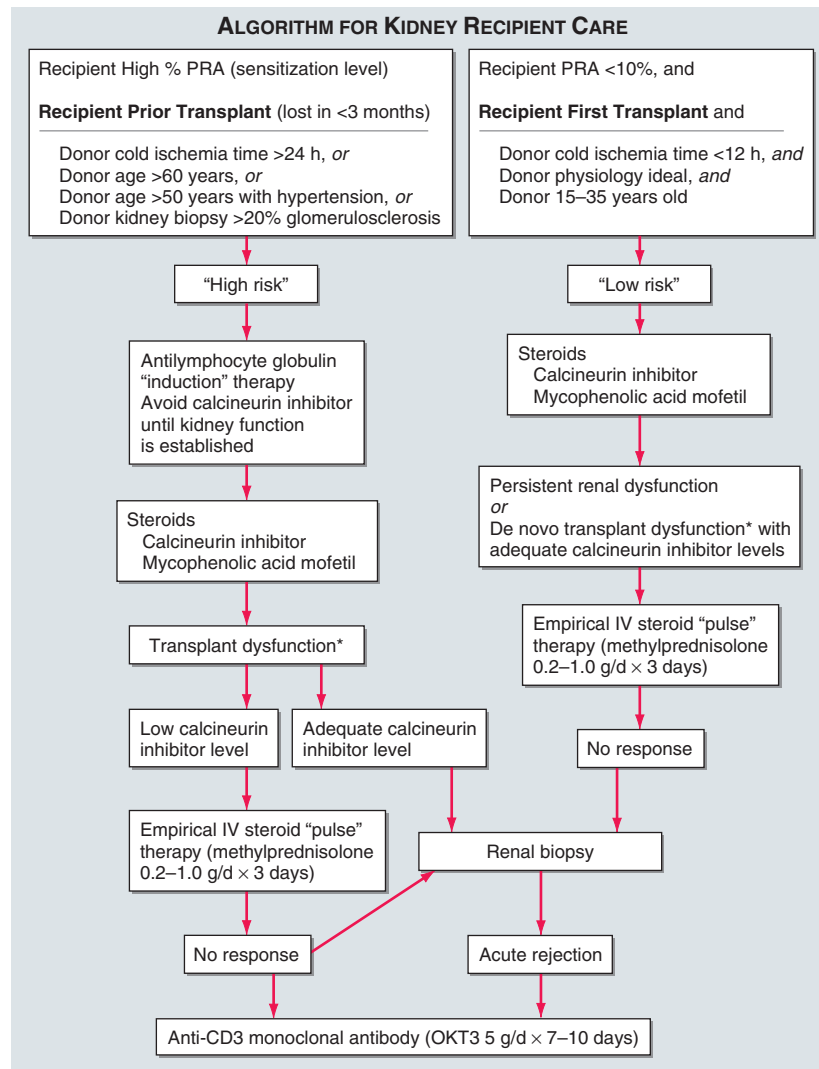 ALGORITHM FOR KIDNEY RECIPIENT CARE
Recipient High % PRA (sensitization level)
Recipient Prior Transplant (lost in <3 months)
Donor cold ischemia time >24 h, or
Donor age >60 years, or
Donor age >50 years with hypertension, or
Donor kidney biopsy >20% glomerulosclerosis
Recipient PRA <10%, and
Recipient First Transplant and
Donor cold ischemia time <12 h, and
Donor physiology ideal, and
Donor 15–35 years old
“High risk”
“Low risk”
Antilymphocyte globulin
“induction” therapy
Avoid calcineurin inhibitor
until kidney function
is established
Steroids
Calcineurin inhibitor
Mycophenolic acid mofetil
Steroids
Calcineurin inhibitor
Mycophenolic acid mofetil
Persistent renal dysfunction
or
De novo transplant dysfunction* with
adequate calcineurin inhibitor levels
Transplant dysfunction*
Empirical IV steroid “pulse”
therapy (methylprednisolone
0.2–1.0 g/d × 3 days)
Low calcineurin
inhibitor level
Adequate calcineurin
inhibitor level
No response
Empirical IV steroid “pulse”
therapy (methylprednisolone
0.2–1.0 g/d × 3 days)
Renal biopsy
No response
Acute rejection
Anti-CD3 monoclonal antibody (OKT3 5 g/d × 7–10 days)